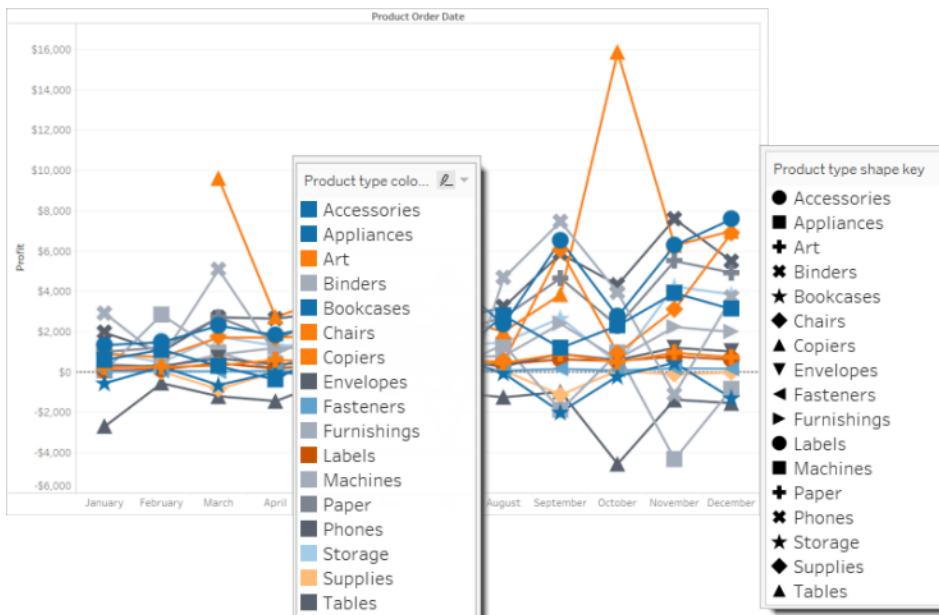 Product Order Date
Profit
$16,000
$14,000
$12,000
$10,000
$8,000
$6,000
$4,000
$2,000
$0
-$2,000
-$4,000
-$6,000
January February March April August September October November December
Product type colo...
Accessories
Appliances
Art
Binders
Bookcases
Chairs
Copiers
Envelopes
Fasteners
Furnishings
Labels
Machines
Paper
Phones
Storage
Supplies
Tables
Product type shape key
Accessories
Appliances
Art
Binders
Bookcases
Chairs
Copiers
Envelopes
Fasteners
Furnishings
Labels
Machines
Paper
Phones
Storage
Supplies
Tables